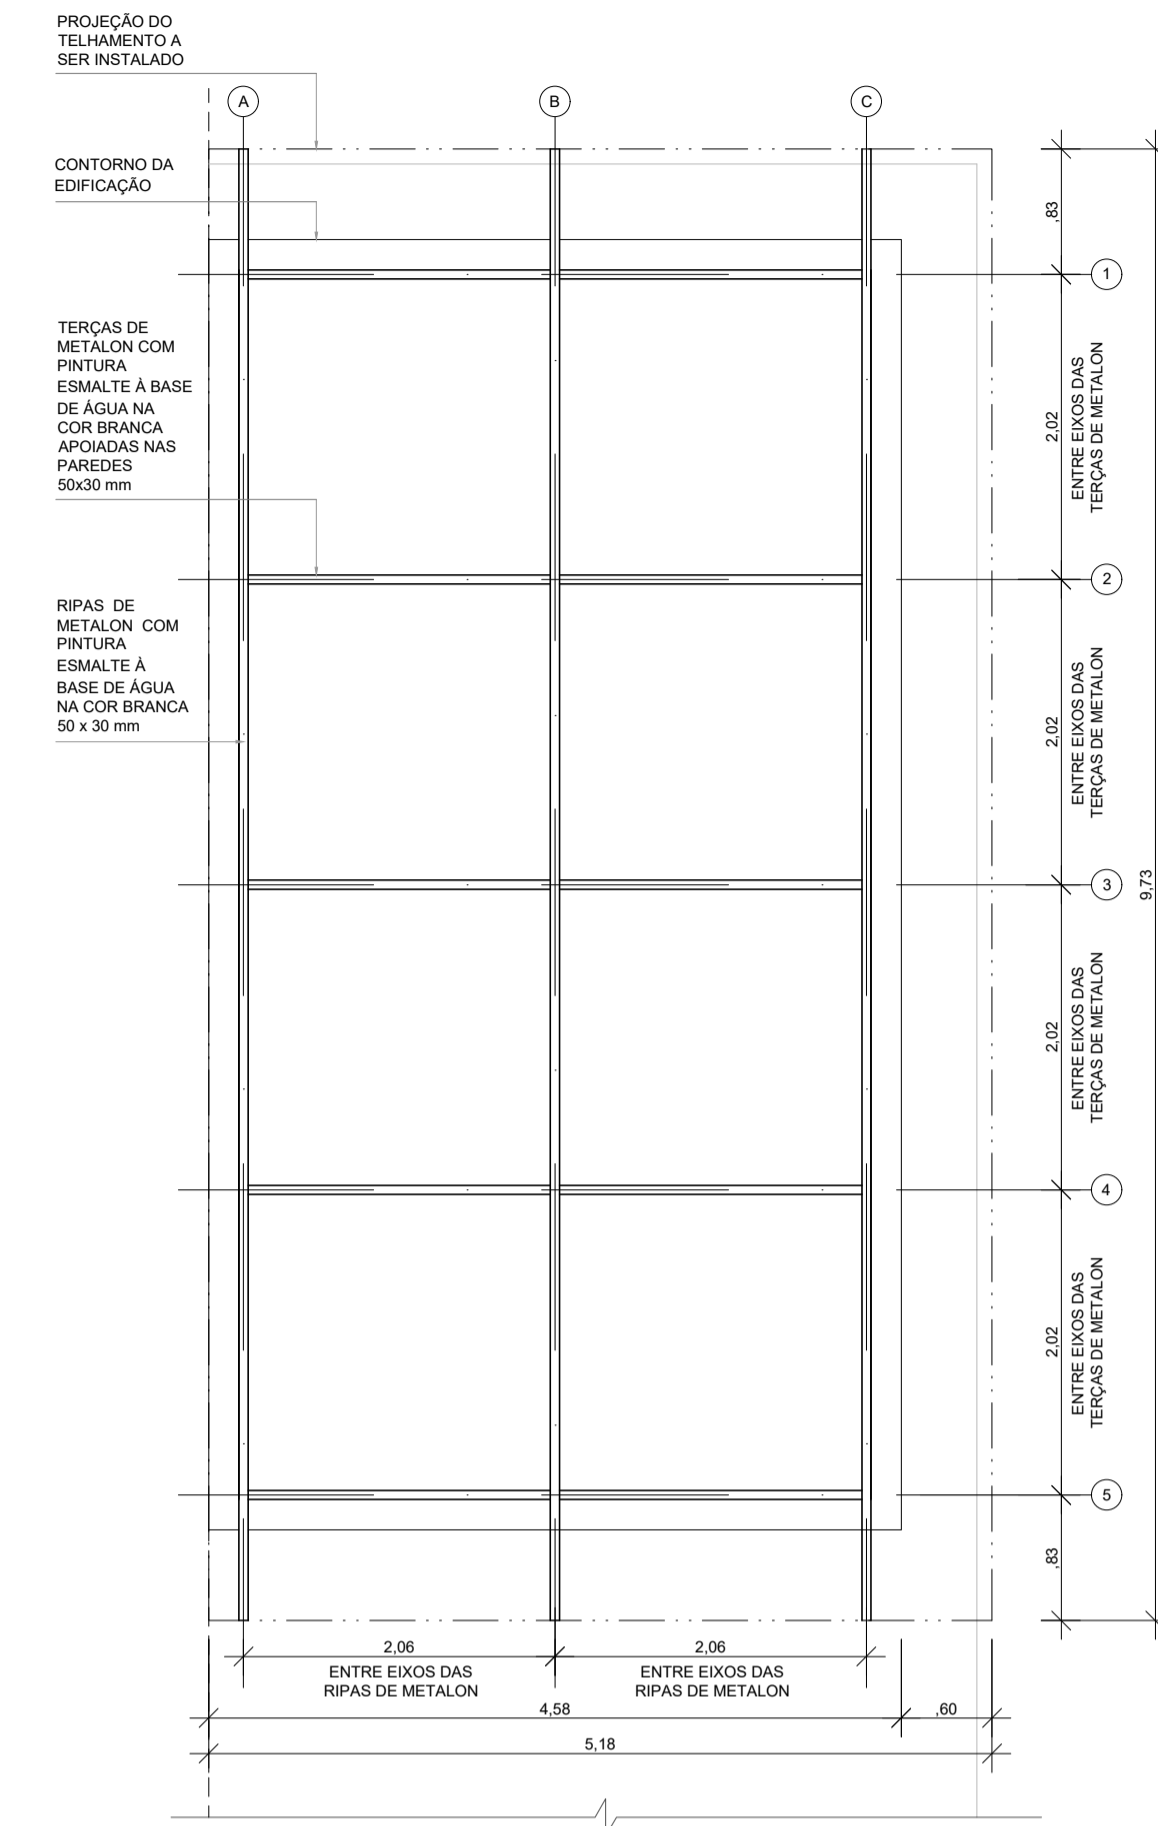 PROJEÇÃO DO
TELHAMENTO A
SER INSTALADO
A
B
C
CONTORNO DA
EDIFICAÇÃO
,83
1
TERÇAS DE
METALON COM
PINTURA
ESMALTE À BASE
DE ÁGUA NA
COR BRANCA
APOIADAS NAS
PAREDES
50x30 mm
2,02
ENTRE EIXOS DAS
TERÇAS DE METALON
2
RIPAS DE
METALON COM
PINTURA
ESMALTE À
BASE DE ÁGUA
NA COR BRANCA
50 x 30 mm
2,02
ENTRE EIXOS DAS
TERÇAS DE METALON
3
9,73
2,02
ENTRE EIXOS DAS
TERÇAS DE METALON
4
2,02
ENTRE EIXOS DAS
TERÇAS DE METALON
5
,83
2,06
ENTRE EIXOS DAS
RIPAS DE METALON
2,06
ENTRE EIXOS DAS
RIPAS DE METALON
4,58
,60
5,18